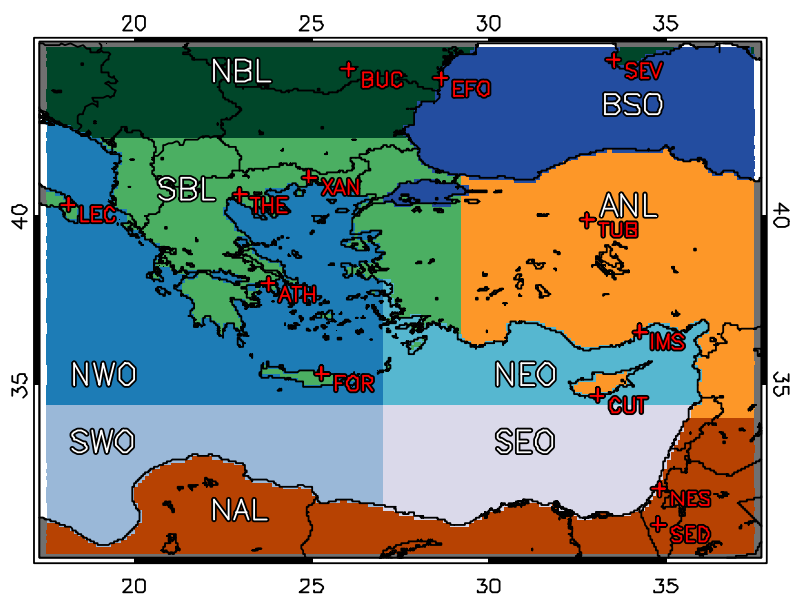 20 25 30 35
NBL BUC EFO SEV
BSO
SBL XAN
LEC THE ANL
40 TUB 40
ATH
IMS
NWO FOR NEO
35 CUT 35
SWO SEO
NAL NES
SED
20 25 30 35